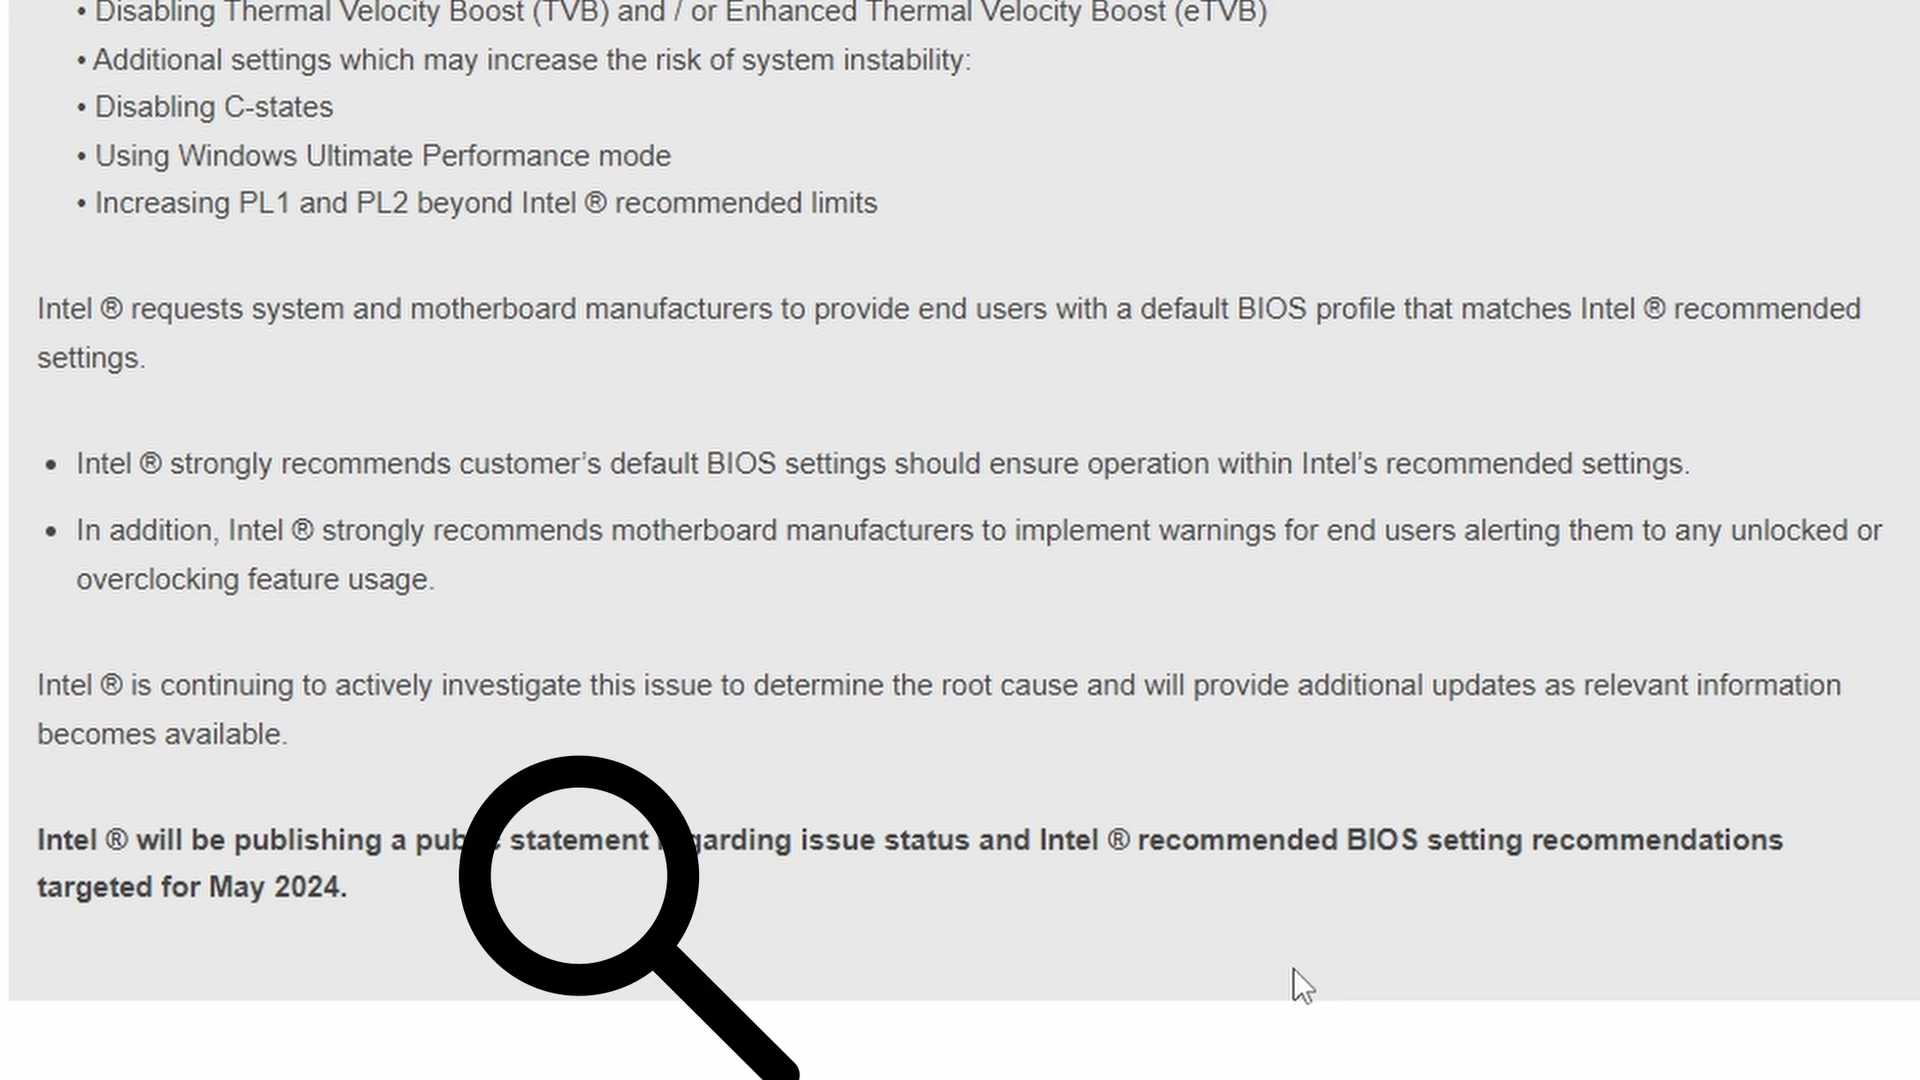 • Disabling Thermal Velocity Boost (TVB) and / or Enhanced Thermal Velocity Boost (eTVB)
• Additional settings which may increase the risk of system instability:
• Disabling C-states
• Using Windows Ultimate Performance mode
• Increasing PL1 and PL2 beyond Intel ® recommended limits
Intel ® requests system and motherboard manufacturers to provide end users with a default BIOS profile that matches Intel ® recommended
settings.
• Intel ® strongly recommends customer’s default BIOS settings should ensure operation within Intel’s recommended settings.
• In addition, Intel ® strongly recommends motherboard manufacturers to implement warnings for end users alerting them to any unlocked or
overclocking feature usage.
Intel ® is continuing to actively investigate this issue to determine the root cause and will provide additional updates as relevant information
becomes available.
Intel ® will be publishing a public statement regarding issue status and Intel ® recommended BIOS setting recommendations
targeted for May 2024.